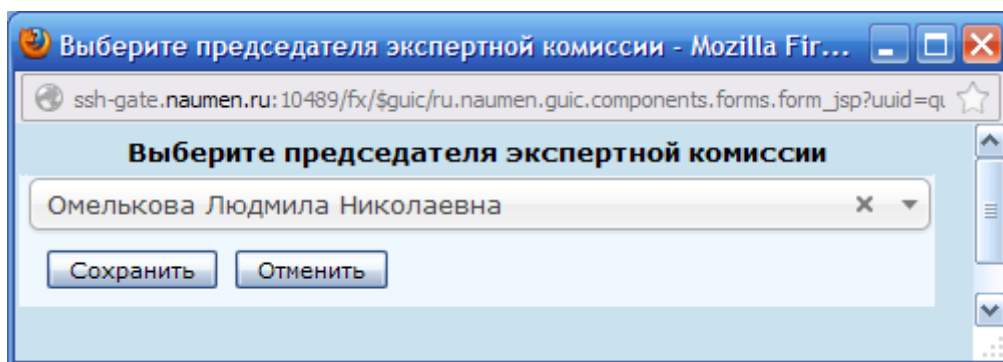 Выберите председателя экспертной комиссии - Mozilla Fir...
ssh-gate.naumen.ru:10489/fx/$guic/ru.naumen.guic.components.forms.form_jsp?uuid=qu
Выберите председателя экспертной комиссии
Омелькова Людмила Николаевна
Сохранить Отменить